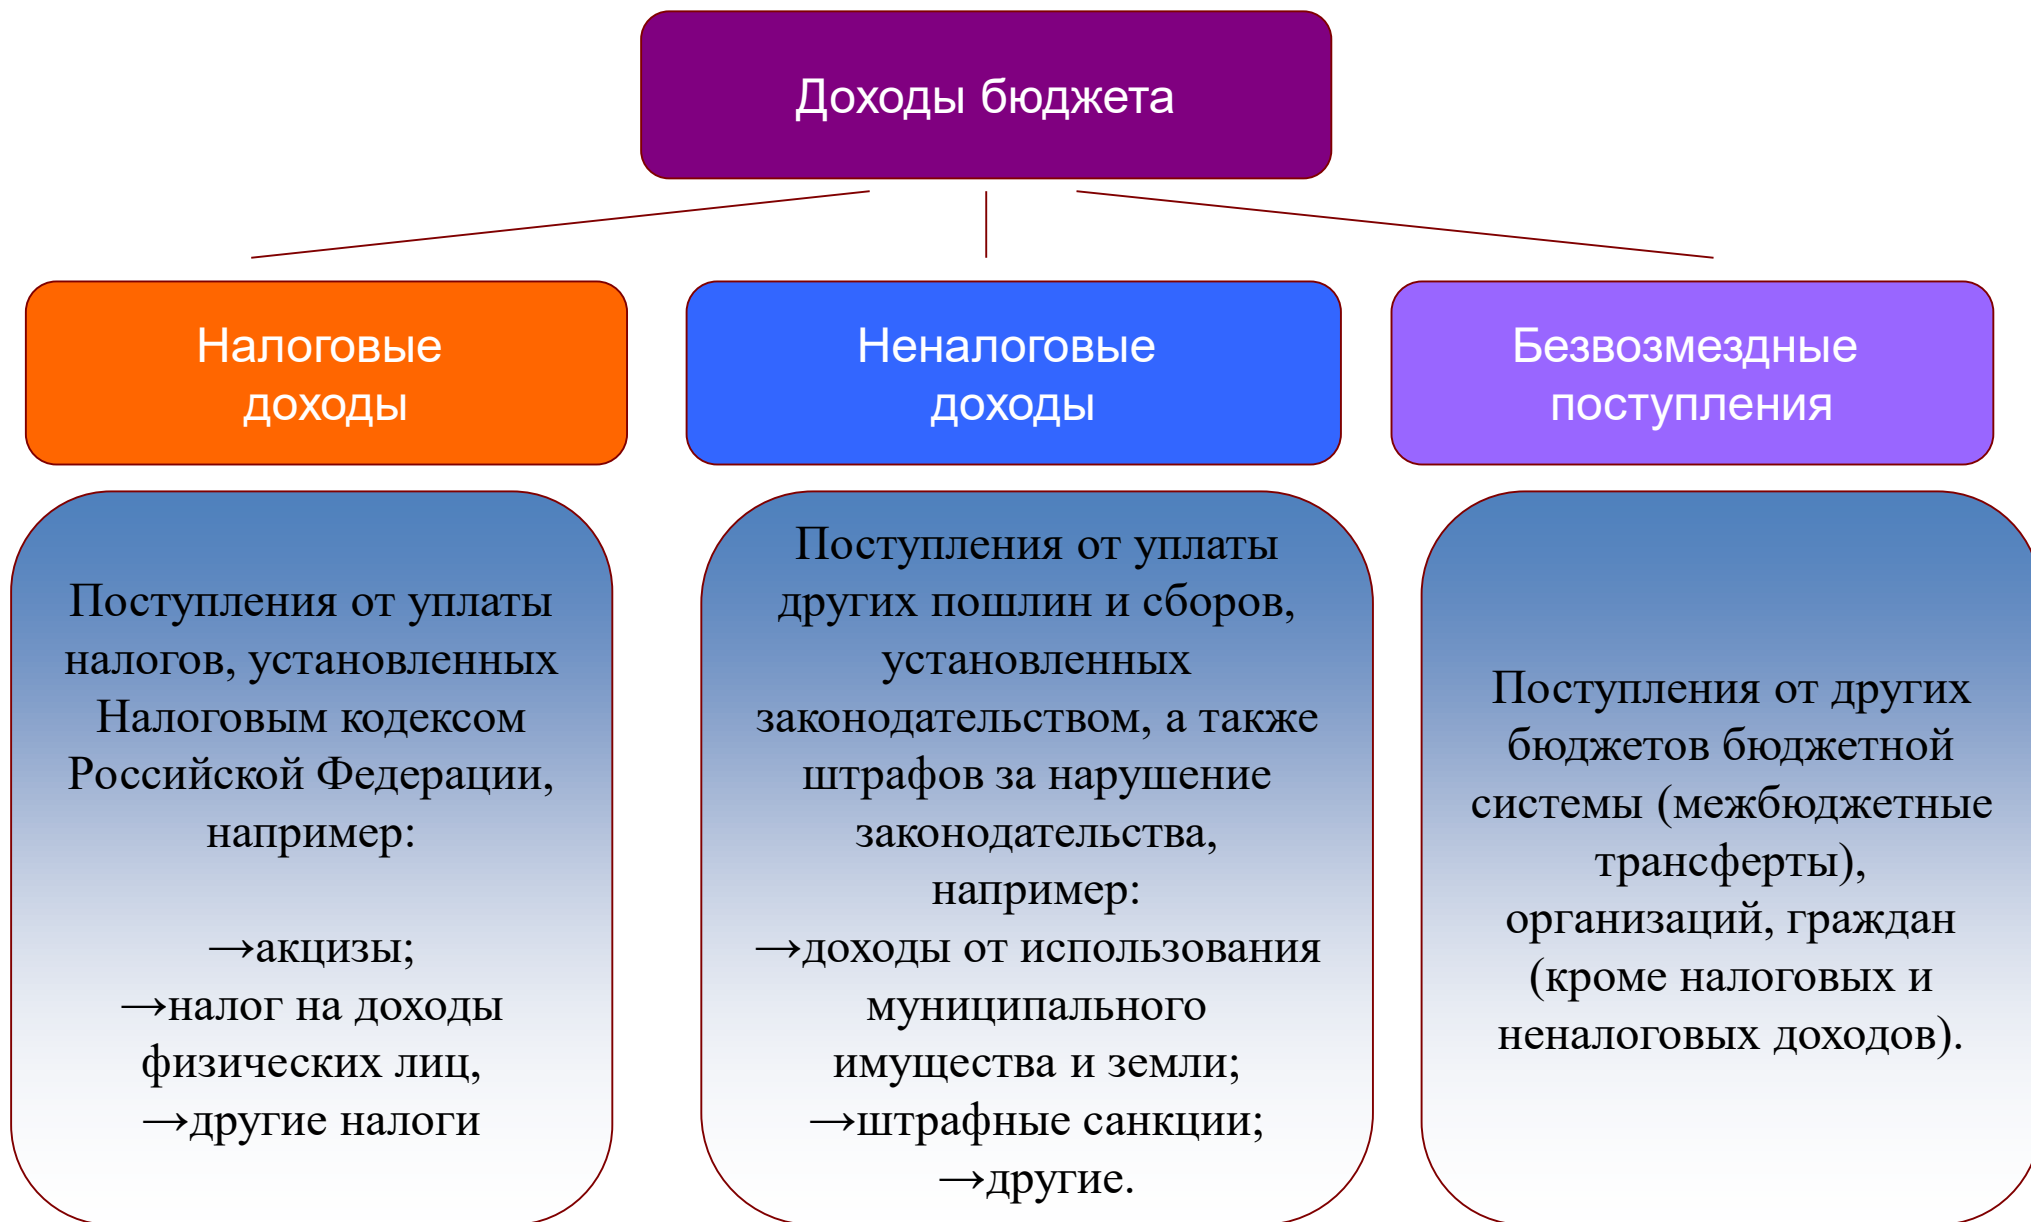 Доходы бюджета
Налоговые
доходы
Неналоговые
доходы
Безвозмездные
поступления
Поступления от уплаты
налогов, установленных
Налоговым кодексом
Российской Федерации,
например:
→акцизы;
→налог на доходы
физических лиц,
→другие налоги
Поступления от уплаты
других пошлин и сборов,
установленных
законодательством, а также
штрафов за нарушение
законодательства,
например:
→доходы от использования
муниципального
имущества и земли;
→штрафные санкции;
→другие.
Поступления от других
бюджетов бюджетной
системы (межбюджетные
трансферты),
организаций, граждан
(кроме налоговых и
неналоговых доходов).